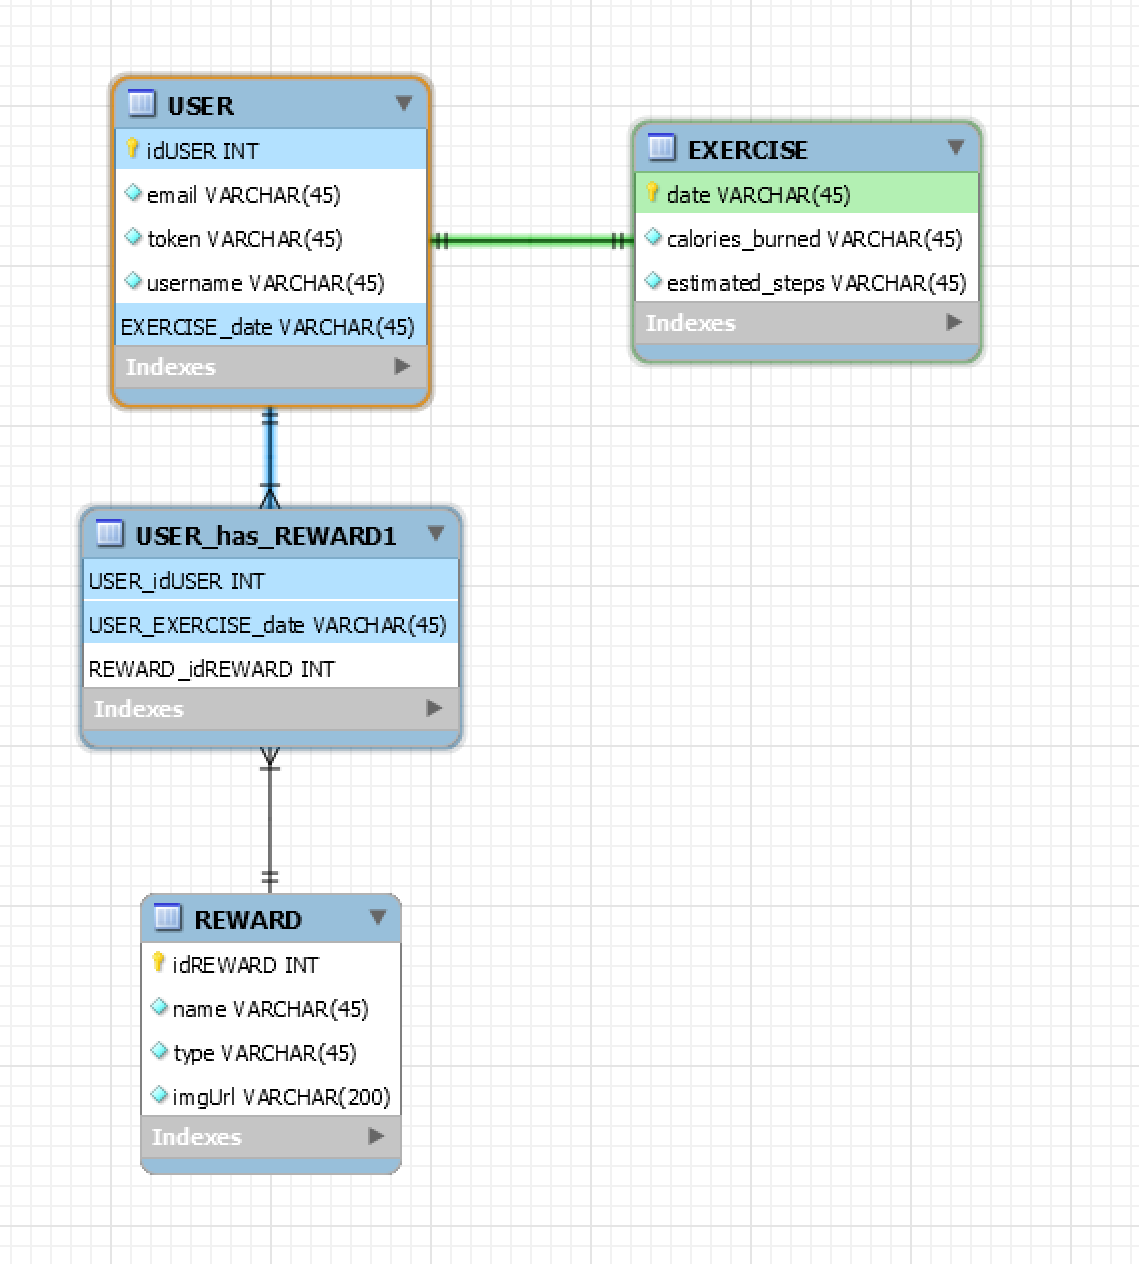 USER
idUSER INT
email VARCHAR(45)
token VARCHAR(45)
username VARCHAR(45)
EXERCISE_date VARCHAR(45)
Indexes
EXERCISE
date VARCHAR(45)
calories_burned VARCHAR(45)
estimated_steps VARCHAR(45)
Indexes
USER_has_REWARD1
USER_idUSER INT
USER_EXERCISE_date VARCHAR(45)
REWARD_idREWARD INT
Indexes
REWARD
idREWARD INT
name VARCHAR(45)
type VARCHAR(45)
imgUrl VARCHAR(200)
Indexes